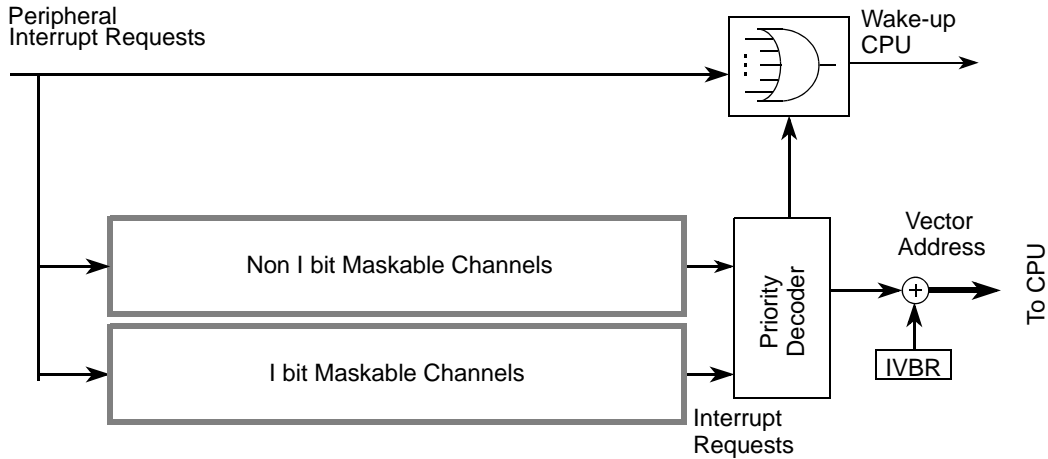 Peripheral
Interrupt Requests
Wake-up
CPU
Non I bit Maskable Channels
I bit Maskable Channels
Priority
Decoder
Interrupt
Requests
Vector
Address
+
IVBR
To CPU